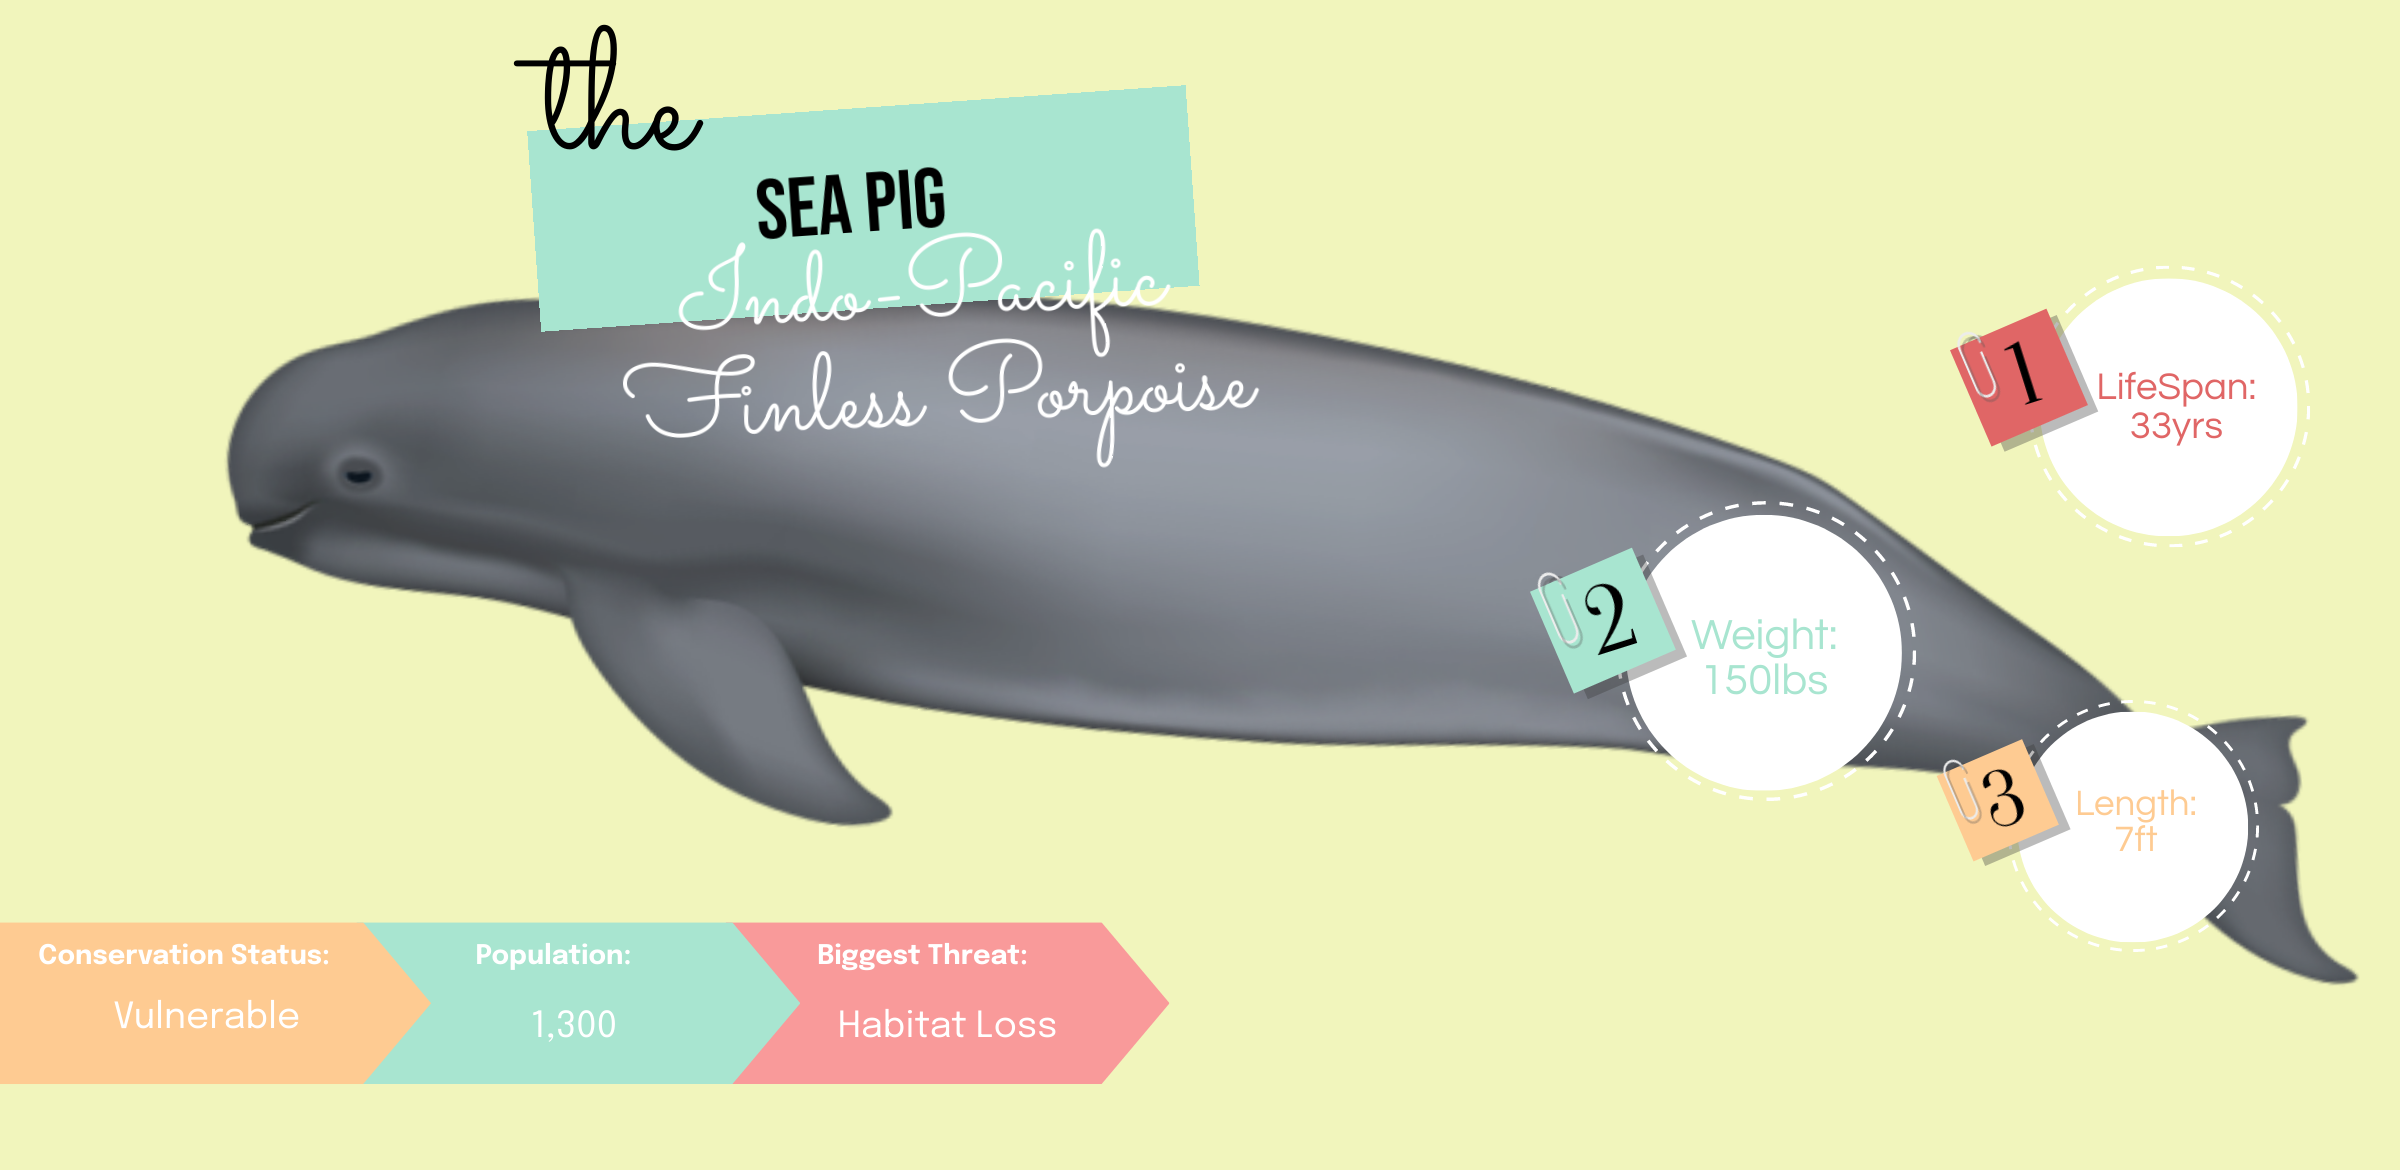 the
SEA PIG
Indo-Pacific
Finless Porpoise
1
LifeSpan:
33yrs
2
Weight:
150lbs
3
Length:
7ft
Conservation Status:
Vulnerable
Population:
1,300
Biggest Threat:
Habitat Loss